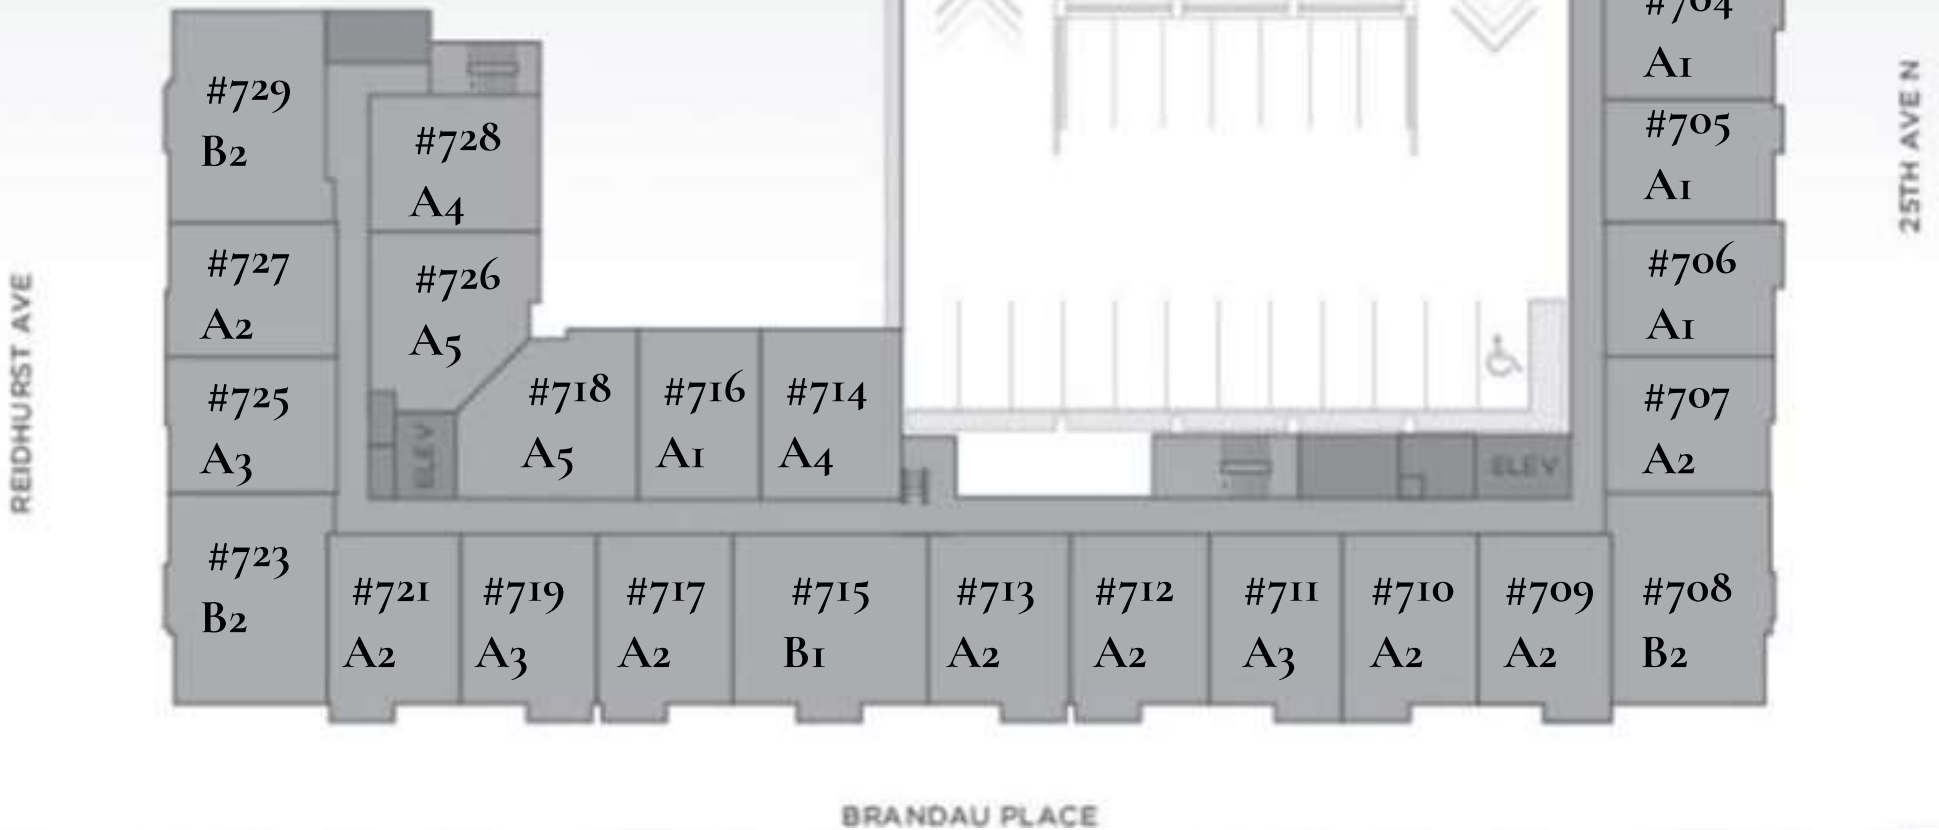 #729
B2
#728
A4
#727
A2
#726
A5
#725
A3
#723
B2
ELEV
#718
A5
#716
A1
#714
A4
#721
A2
#719
A3
#717
A2
#715
B1
#713
A2
#712
A2
#711
A3
#710
A2
#709
A2
#708
B2
ELEV
#707
A2
#706
A1
#705
A1
#704
A1
REIDHURST AVE
25TH AVE N
BRANDAU PLACE